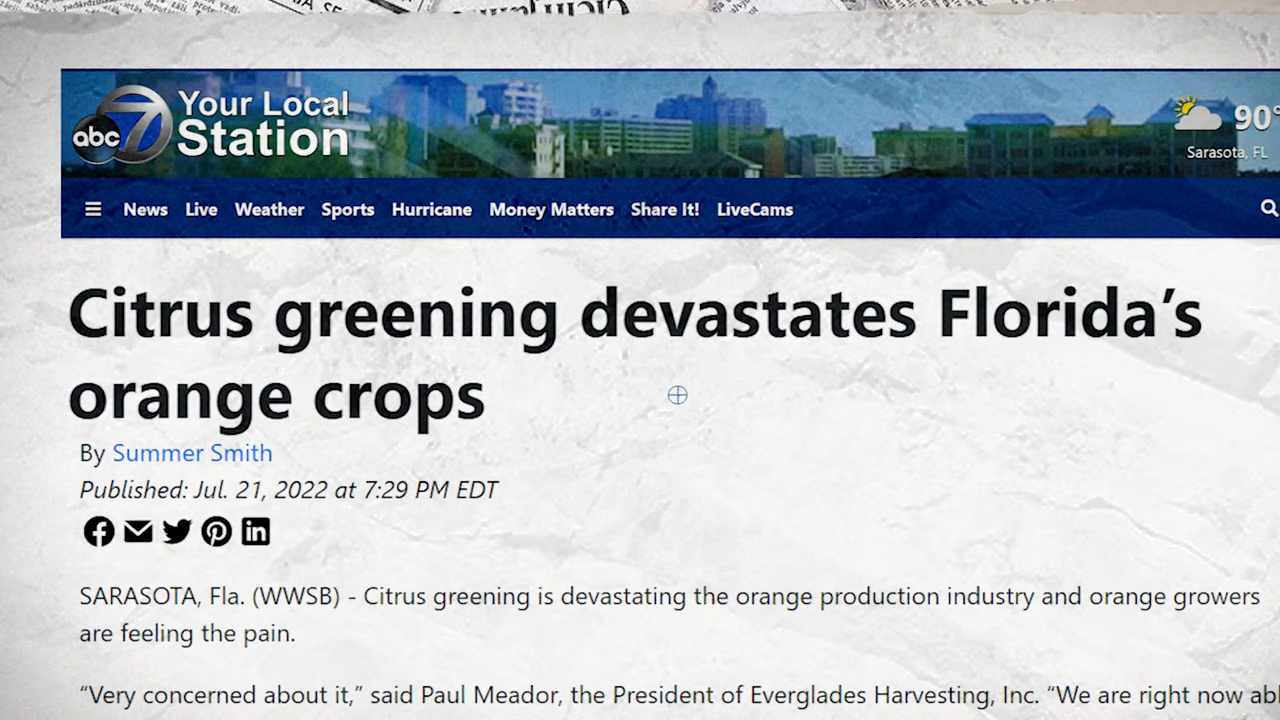 Your Local
abc 7 Station
90°
Sarasota, FL
☰ News Live Weather Sports Hurricane Money Matters Share It! LiveCams
Citrus greening devastates Florida’s
orange crops
By Summer Smith
Published: Jul. 21, 2022 at 7:29 PM EDT
SARASOTA, Fla. (WWSB) - Citrus greening is devastating the orange production industry and orange growers
are feeling the pain.
“Very concerned about it,” said Paul Meador, the President of Everglades Harvesting, Inc. “We are right now